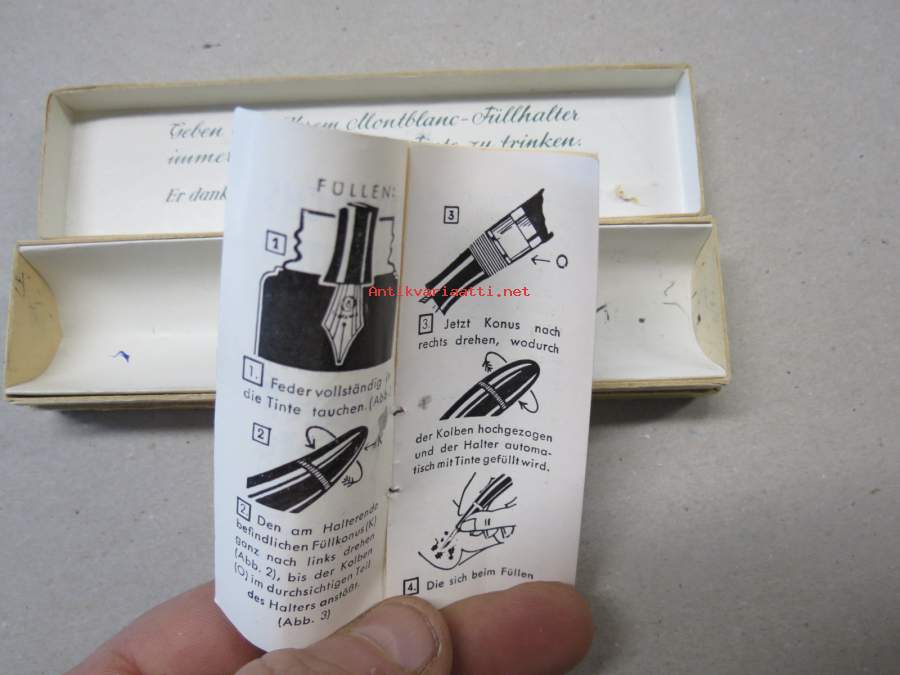 Geben Montblanc-Füllhalter
immer zu trinken.
Er dank
FÜLLEN:
1
1. Feder vollständig
die Tinte tauchen. (Abb.
2
K
2. Den am Halterende
befindlichen Füllkonus (K)
ganz nach links drehen
(Abb. 2), bis der Kolben
(O) im durchsichtigen Teil
des Halters anstößt.
(Abb. 3)
3
O
3. Jetzt Konus nach
rechts drehen, wodurch
der Kolben hochgezogen
und der Halter automa-
tisch mit Tinte gefüllt wird.
4. Die sich beim Füllen
Antikvariaatti.net